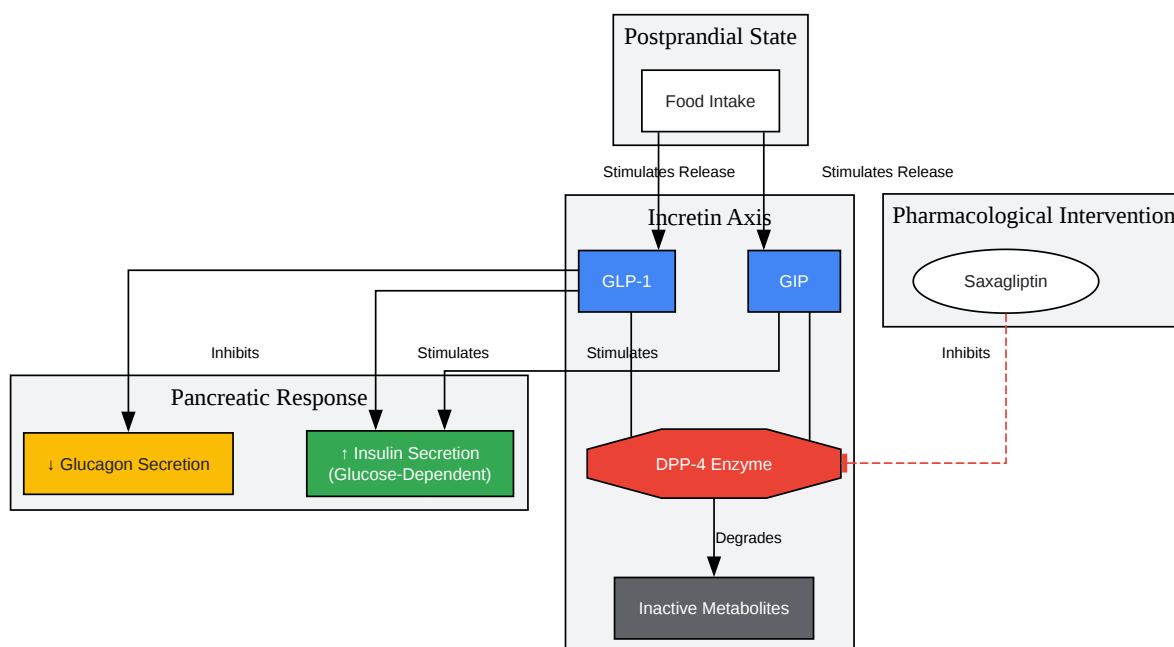 Postprandial State
Food Intake
Stimulates Release
Stimulates Release
Incretin Axis
Pharmacological Intervention
GLP-1
GIP
Saxagliptin
Inhibits
Stimulates
Stimulates
Inhibits
Pancreatic Response
↓ Glucagon Secretion
↑ Insulin Secretion
(Glucose-Dependent)
DPP-4 Enzyme
Degrades
Inactive Metabolites